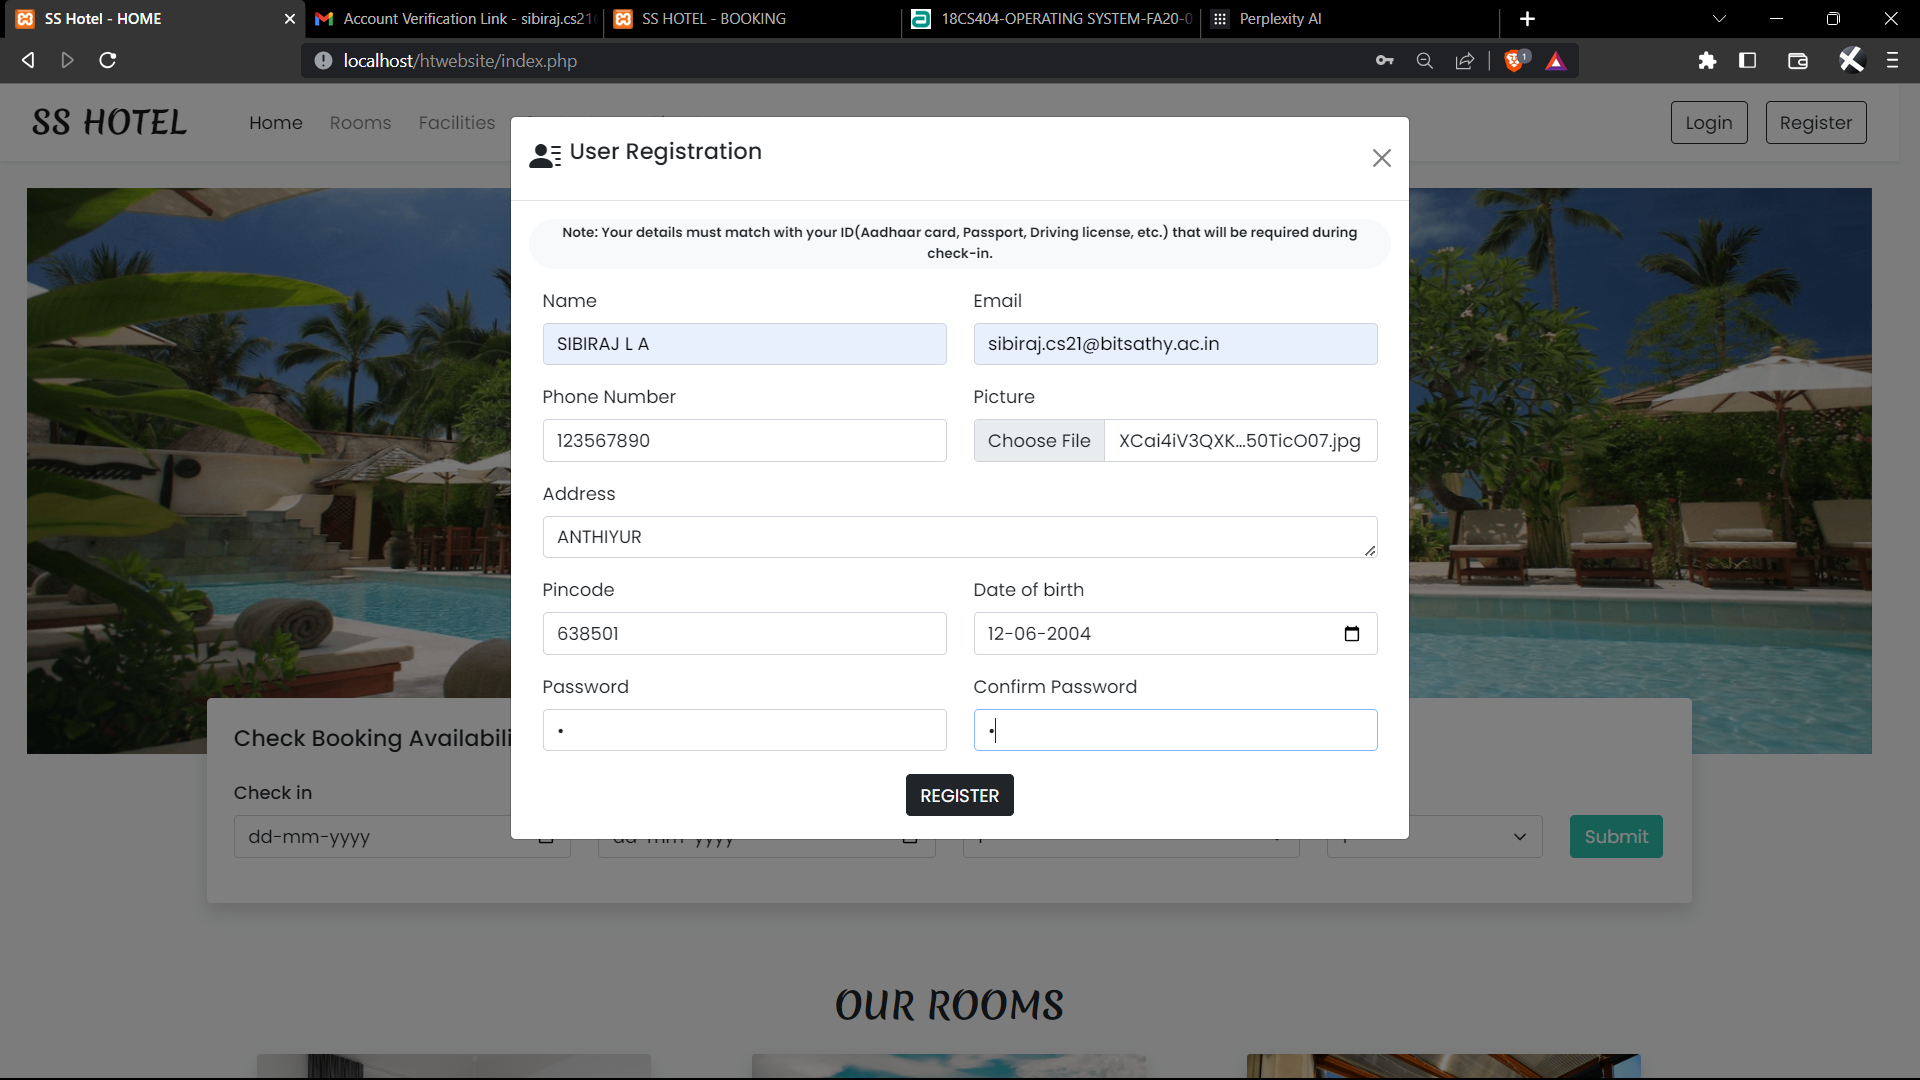 SS Hotel - HOME
Account Verification Link - sibiraj.cs21
SS HOTEL - BOOKING
18CS404-OPERATING SYSTEM-FA20-0
Perplexity AI
localhost/htwebsite/index.php
1
SS HOTEL
Home
Rooms
Facilities
Login
Register
User Registration
Note: Your details must match with your ID(Aadhaar card, Passport, Driving license, etc.) that will be required during
check-in.
Name
Email
SIBIRAJ L A
sibiraj.cs21@bitsathy.ac.in
Phone Number
Picture
123567890
Choose File
XCai4iV3QXK...50TicO07.jpg
Address
ANTHIYUR
Pincode
Date of birth
638501
12-06-2004
Password
Confirm Password
•
•
REGISTER
Check Booking Availabili
Check in
dd-mm-yyyy
dd-mm-yyyy
Submit
OUR ROOMS